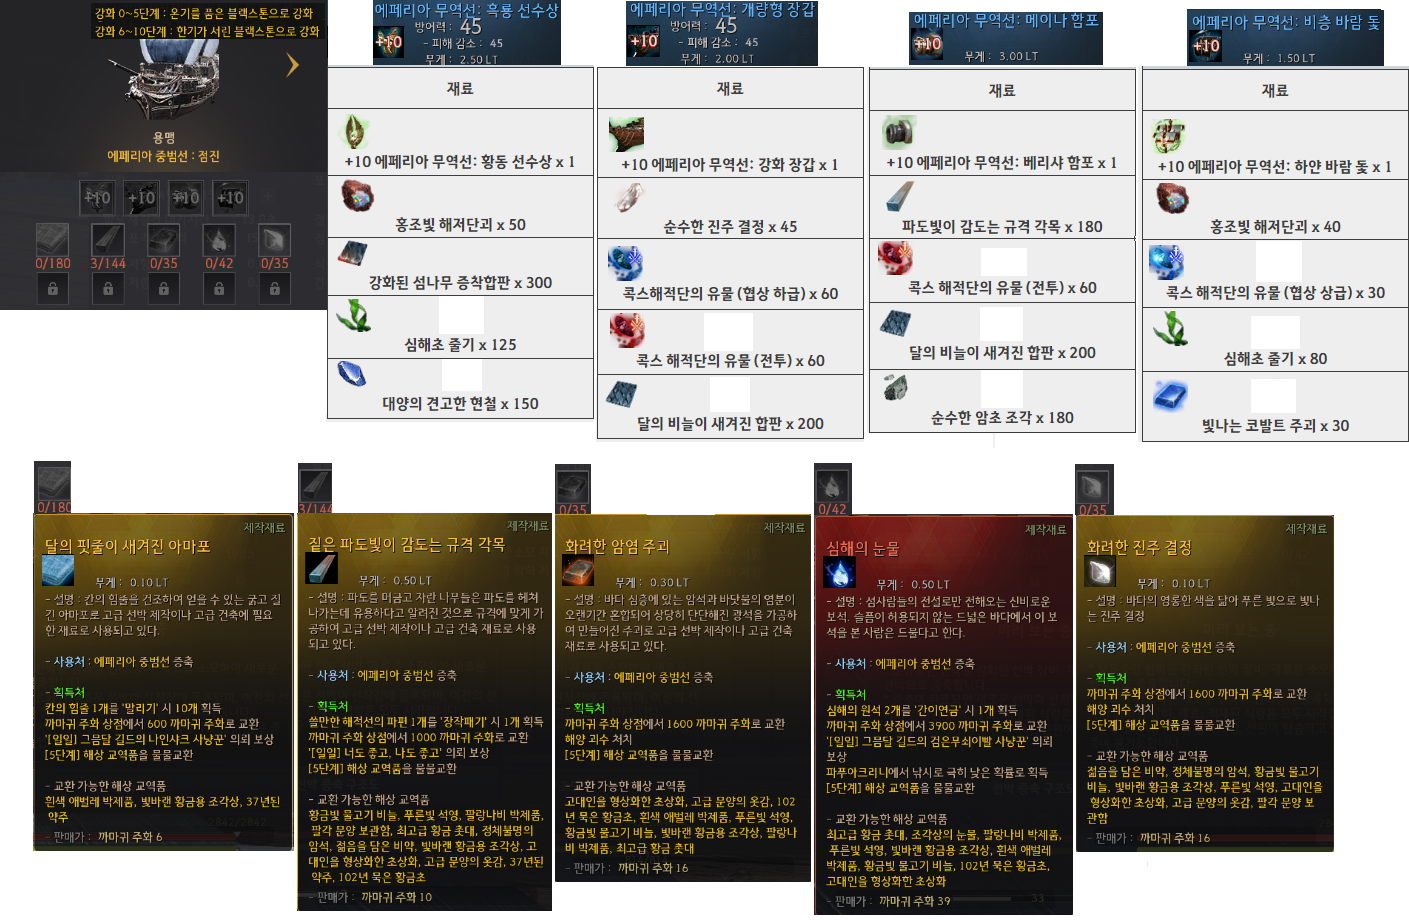 강화 0~5단계 : 온기를 품은 블랙스톤으로 강화
강화 6~10단계 : 한기가 서린 블랙스톤으로 강화
용맹
에페리아 중범선 : 점진
+10 +10 +10 +10
0/180 3/144 0/35 0/42 0/35
에페리아 무역선: 흑룡 선수상
방어력 : 45
- 피해 감소 : 45
무게 : 2.50 LT
+10
재료
+10 에페리아 무역선: 황동 선수상 x 1
홍조빛 해저단괴 x 50
강화된 섬나무 증착합판 x 300
심해초 줄기 x 125
대양의 견고한 현철 x 150
에페리아 무역선: 개량형 장갑
방어력 : 45
- 피해 감소 : 45
무게 : 2.00 LT
+10
재료
+10 에페리아 무역선: 강화 장갑 x 1
순수한 진주 결정 x 45
콕스해적단의 유물 (협상 하급) x 60
콕스 해적단의 유물 (전투) x 60
달의 비늘이 새겨진 합판 x 200
에페리아 무역선: 메이나 함포
+10
무게 : 3.00 LT
재료
+10 에페리아 무역선: 베리샤 함포 x 1
파도빛이 감도는 규격 각목 x 180
콕스 해적단의 유물 (전투) x 60
달의 비늘이 새겨진 합판 x 200
순수한 암초 조각 x 180
에페리아 무역선: 비층 바람 돛
+10
무게 : 1.50 LT
재료
+10 에페리아 무역선: 하얀 바람 돛 x 1
홍조빛 해저단괴 x 40
콕스 해적단의 유물 (협상 상급) x 30
심해초 줄기 x 80
빛나는 코발트 주괴 x 30
0/180
제작재료
달의 핏줄이 새겨진 아마포
무게 : 0.10 LT
- 설명 : 칸의 힘줄을 건조하여 얻을 수 있는 굵고 질
긴 아마포로 고급 선박 제작이나 고급 건축에 필요
한 재료로 사용되고 있다.
- 사용처 : 에페리아 중범선 증축
- 획득처
칸의 힘줄 1개를 '말리기' 시 10개 획득
까마귀 주화 상점에서 600 까마귀 주화로 교환
'[일일] 그믐달 길드의 나인샤크 사냥꾼' 의뢰 보상
[5단계] 해상 교역품을 물물교환
- 교환 가능한 해상 교역품
흰색 애벌레 박제품, 빛바랜 황금용 조각상, 37년된
약주
- 판매가 : 까마귀 주화 6
3/144
제작재료
짙은 파도빛이 감도는 규격 각목
무게 : 0.50 LT
- 설명 : 파도를 머금고 자란 나무들은 파도를 헤쳐
나가는데 유용하다고 알려진 것으로 규격에 맞게 가
공하여 고급 선박 제작이나 고급 건축 재료로 사용
되고 있다.
- 사용처 : 에페리아 중범선 증축
- 획득처
쓸만한 해적선의 파편 1개를 '장작패기' 시 1개 획득
까마귀 주화 상점에서 1000 까마귀 주화로 교환
'[일일] 너도 좋고, 나도 좋고' 의뢰 보상
[5단계] 해상 교역품을 물물교환
- 교환 가능한 해상 교역품
황금빛 물고기 비늘, 푸른빛 석영, 팔랑나비 박제품,
팔각 문양 보관함, 최고급 황금 촛대, 정체불명의
암석, 젊음을 담은 비약, 빛바랜 황금용 조각상, 고
대인을 형상화한 초상화, 고급 문양의 옷감, 37년된
약주, 102년 묵은 황금초
- 판매가 : 까마귀 주화 10
0/35
제작재료
화려한 암염 주괴
무게 : 0.30 LT
- 설명 : 바다 심층에 있는 암석과 바닷물의 염분이
오랜기간 혼합되어 상당히 단단해진 광석을 가공하
여 만들어진 주괴로 고급 선박 제작이나 고급 건축
재료로 사용되고 있다.
- 사용처 : 에페리아 중범선 증축
- 획득처
까마귀 주화 상점에서 1600 까마귀 주화로 교환
해양 괴수 처치
[5단계] 해상 교역품을 물물교환
- 교환 가능한 해상 교역품
고대인을 형상화한 초상화, 고급 문양의 옷감, 102
년 묵은 황금초, 흰색 애벌레 박제품, 푸른빛 석영,
황금빛 물고기 비늘, 빛바랜 황금용 조각상, 팔랑나
비 박제품, 최고급 황금 촛대
- 판매가 : 까마귀 주화 16
0/42
제작재료
심해의 눈물
무게 : 0.50 LT
- 설명 : 섬사람들의 전설로만 전해오는 신비로운
보석. 슬픔이 허용되지 않는 드넓은 바다에서 이 보
석을 본 사람은 드물다고 한다.
- 사용처 : 에페리아 중범선 증축
- 획득처
심해의 원석 2개를 '간이연금' 시 1개 획득
까마귀 주화 상점에서 3900 까마귀 주화로 교환
'[일일] 그믐달 길드의 검은무쇠이빨 사냥꾼' 의뢰
보상
파푸아크리니에서 낚시로 극히 낮은 확률로 획득
[5단계] 해상 교역품을 물물교환
- 교환 가능한 해상 교역품
최고급 황금 촛대, 조각상의 눈물, 팔랑나비 박제품,
푸른빛 석영, 빛바랜 황금용 조각상, 흰색 애벌레
박제품, 황금빛 물고기 비늘, 102년 묵은 황금초,
고대인을 형상화한 초상화
- 판매가 : 까마귀 주화 39
0/35
제작재료
화려한 진주 결정
무게 : 0.10 LT
- 설명 : 바다의 영롱한 색을 닮아 푸른 빛으로 빛나
는 진주 결정
- 사용처 : 에페리아 중범선 증축
- 획득처
까마귀 주화 상점에서 1600 까마귀 주화로 교환
해양 괴수 처치
[5단계] 해상 교역품을 물물교환
- 교환 가능한 해상 교역품
젊음을 담은 비약, 정체불명의 암석, 황금빛 물고기
비늘, 빛바랜 황금용 조각상, 푸른빛 석영, 고대인을
형상화한 초상화, 고급 문양의 옷감, 팔각 문양 보
관함
- 판매가 : 까마귀 주화 16